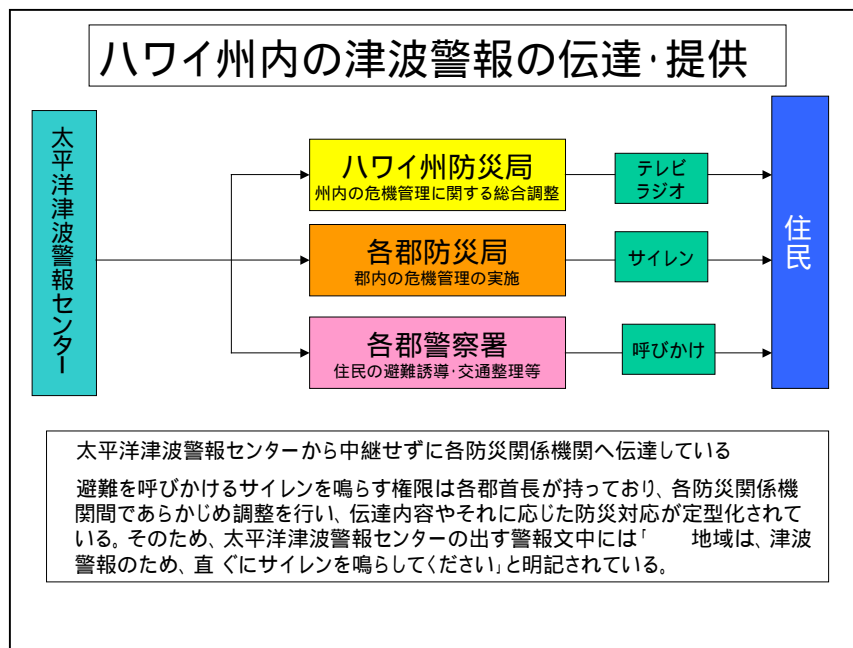 ハワイ州内の津波警報の伝達・提供
太平洋津波警報センター
ハワイ州防災局
州内の危機管理に関する総合調整
テレビ
ラジオ
各郡防災局
郡内の危機管理の実施
サイレン
各郡警察署
住民の避難誘導・交通整理等
呼びかけ
住民
太平洋津波警報センターから中継せずに各防災関係機関へ伝達している
避難を呼びかけるサイレンを鳴らす権限は各郡首長が持っており、各防災関係機
関間であらかじめ調整を行い、伝達内容やそれに応じた防災対応が定型化されて
いる。そのため、太平洋津波警報センターの出す警報文中には「　　地域は、津波
警報のため、直ぐにサイレンを鳴らしてください」と明記されている。